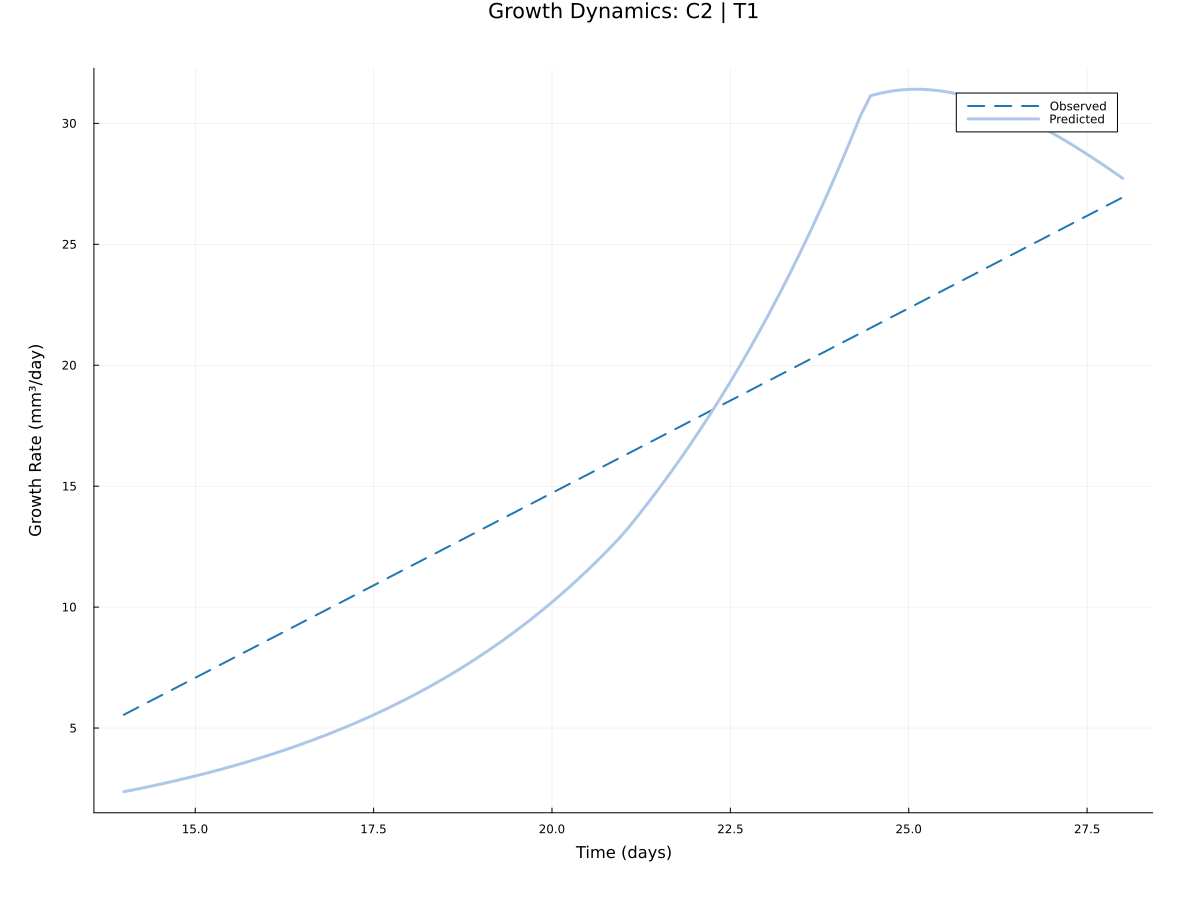 Growth Dynamics: C2 | T1
Observed
Predicted
30
25
20
15
10
5
Growth Rate (mm³/day)
15.0 17.5 20.0 22.5 25.0 27.5
Time (days)